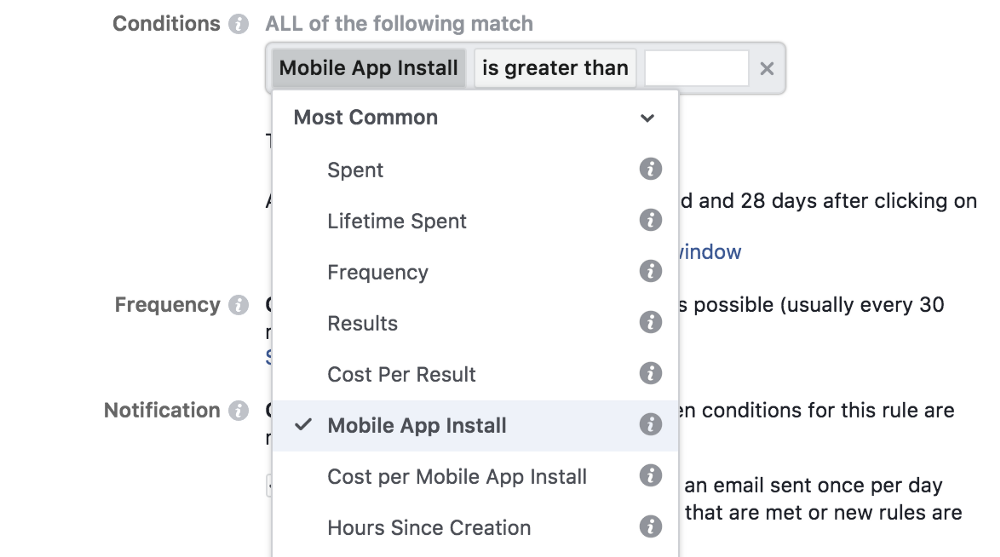 Conditions ALL of the following match
Mobile App Install is greater than
Most Common
Spent
d and 28 days after clicking on
Lifetime Spent
window
Frequency
Frequency
s possible (usually every 30
Results
Cost Per Result
Notification
en conditions for this rule are
Mobile App Install
Cost per Mobile App Install
an email sent once per day
that are met or new rules are
Hours Since Creation